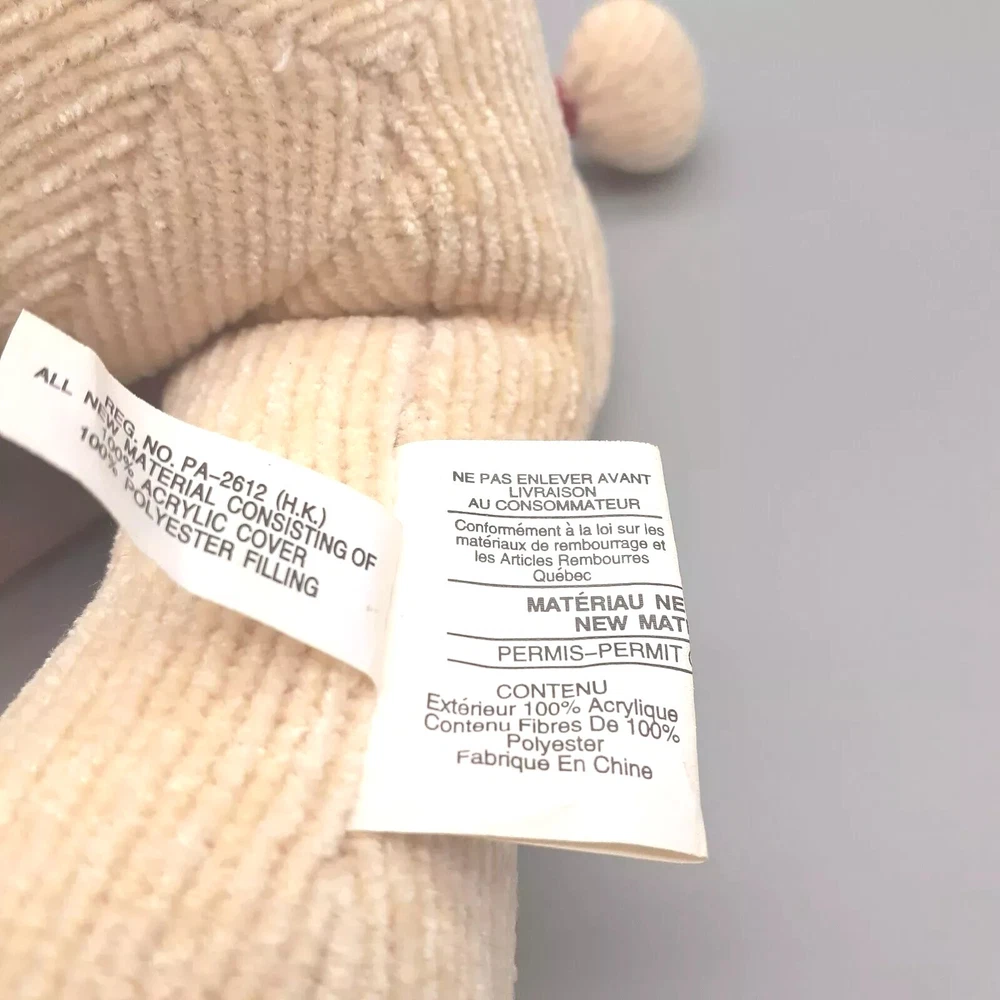 REG. NO. PA-2612 (H.K.)
ALL NEW MATERIAL CONSISTING OF
100% ACRYLIC COVER
100% POLYESTER FILLING
NE PAS ENLEVER AVANT
LIVRAISON
AU CONSOMMATEUR
Conformément à la loi sur les
matériaux de rembourrage et
les Articles Rembourres
Québec
MATÉRIAU NE
NEW MAT
PERMIS-PERMIT
CONTENU
Extérieur 100% Acrylique
Contenu Fibres De 100%
Polyester
Fabriqué En Chine